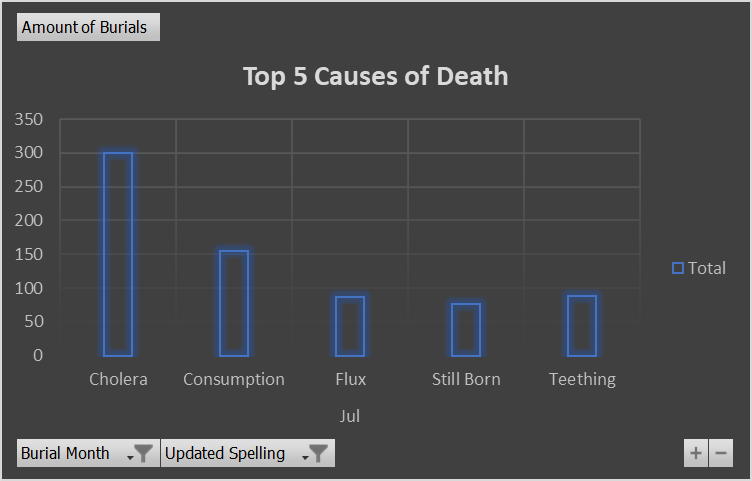 Amount of Burials
Top 5 Causes of Death
350
300
250
200
150
100
50
0
Cholera Consumption Flux Still Born Teething
Jul
Total
Burial Month Updated Spelling + −